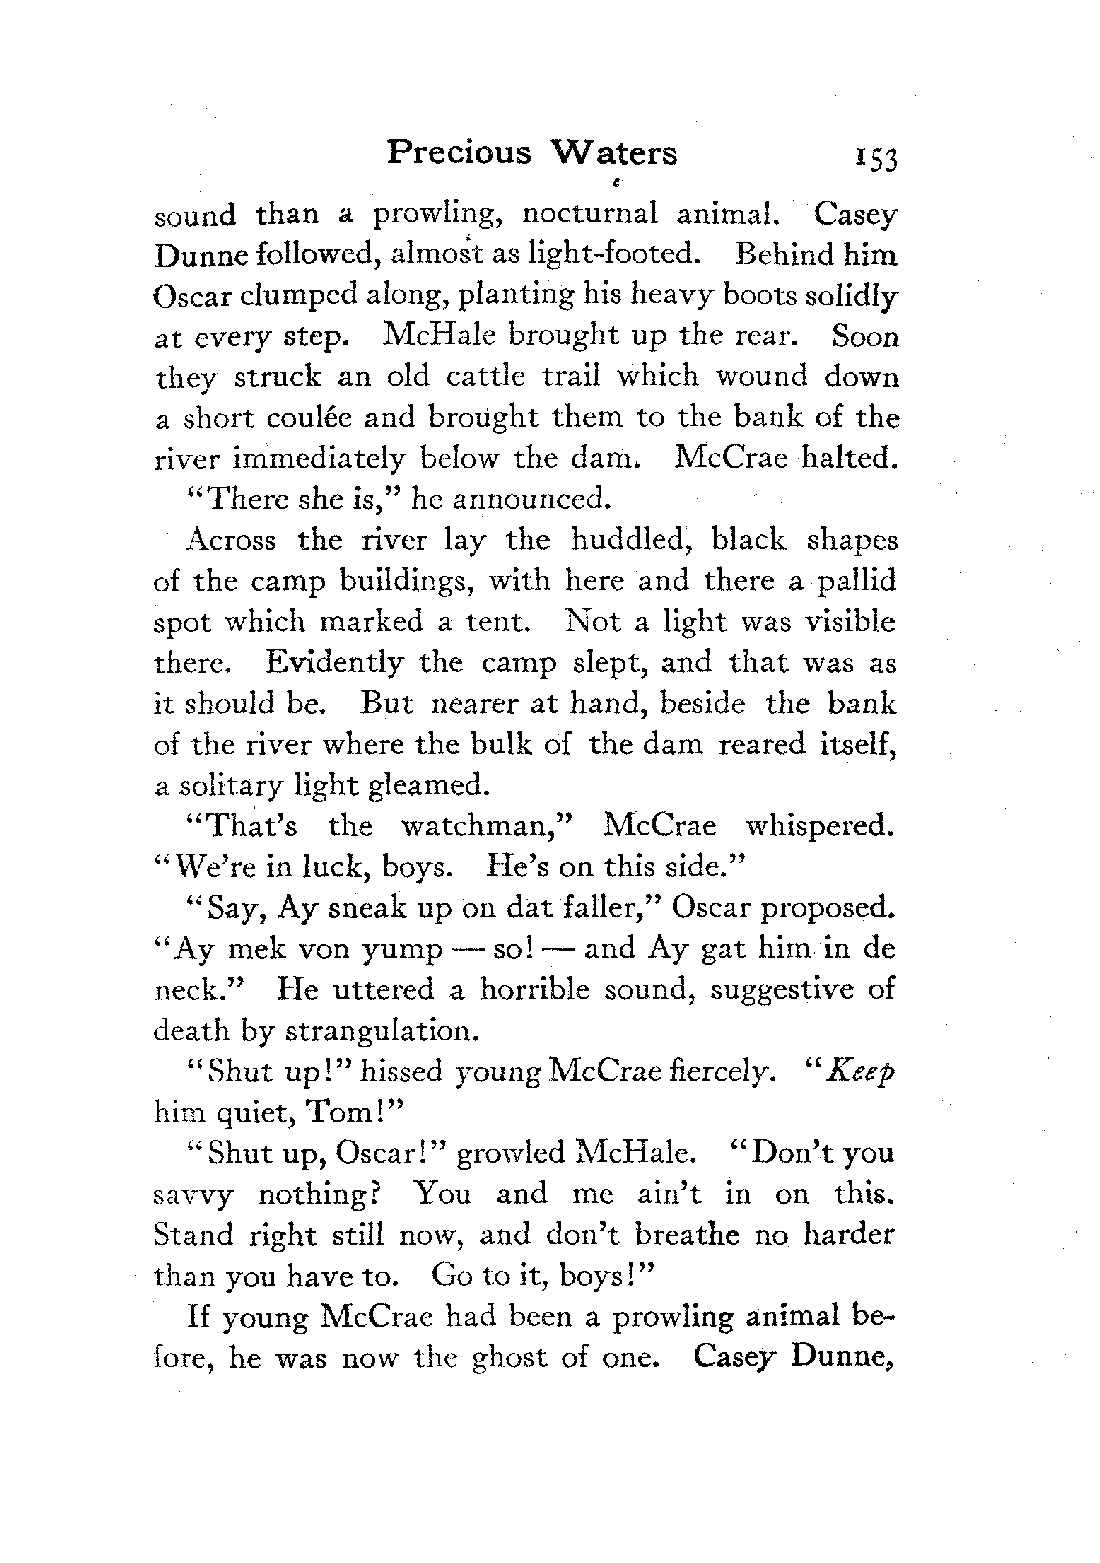 Precious Waters 153
sound than a prowling, nocturnal animal. Casey
Dunne followed, almost as light-footed. Behind him
Oscar clumped along, planting his heavy boots solidly
at every step. McHale brought up the rear. Soon
they struck an old cattle trail which wound down
a short coulée and brought them to the bank of the
river immediately below the dam. McCrae halted.
“There she is,” he announced.
Across the river lay the huddled, black shapes
of the camp buildings, with here and there a pallid
spot which marked a tent. Not a light was visible
there. Evidently the camp slept, and that was as
it should be. But nearer at hand, beside the bank
of the river where the bulk of the dam reared itself,
a solitary light gleamed.
“That’s the watchman,” McCrae whispered.
“We’re in luck, boys. He’s on this side.”
“Say, Ay sneak up on dat faller,” Oscar proposed.
“Ay mek von yump — so! — and Ay gat him in de
neck.” He uttered a horrible sound, suggestive of
death by strangulation.
“Shut up!” hissed young McCrae fiercely. “Keep
him quiet, Tom!”
“Shut up, Oscar!” growled McHale. “Don’t you
savvy nothing? You and me ain’t in on this.
Stand right still now, and don’t breathe no harder
than you have to. Go to it, boys!”
If young McCrae had been a prowling animal be-
fore, he was now the ghost of one. Casey Dunne,